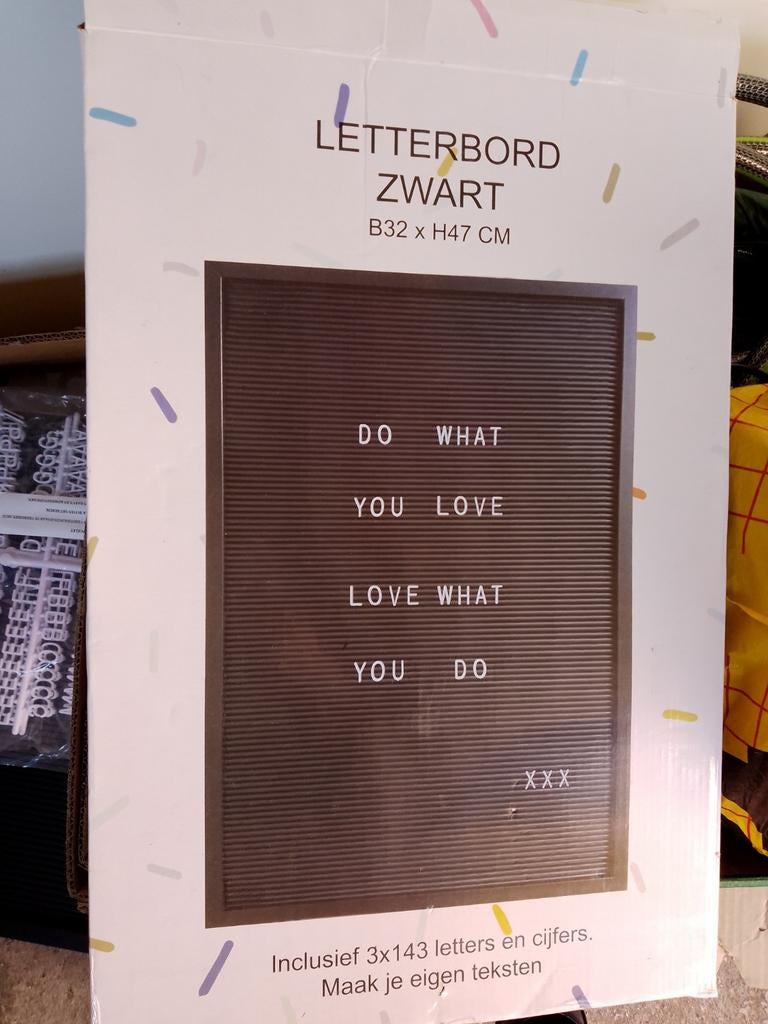 LETTERBORD
ZWART
B32 x H47 CM
DO WHAT
YOU LOVE
LOVE WHAT
YOU DO
XXX
Inclusief 3x143 letters en cijfers.
Maak je eigen teksten